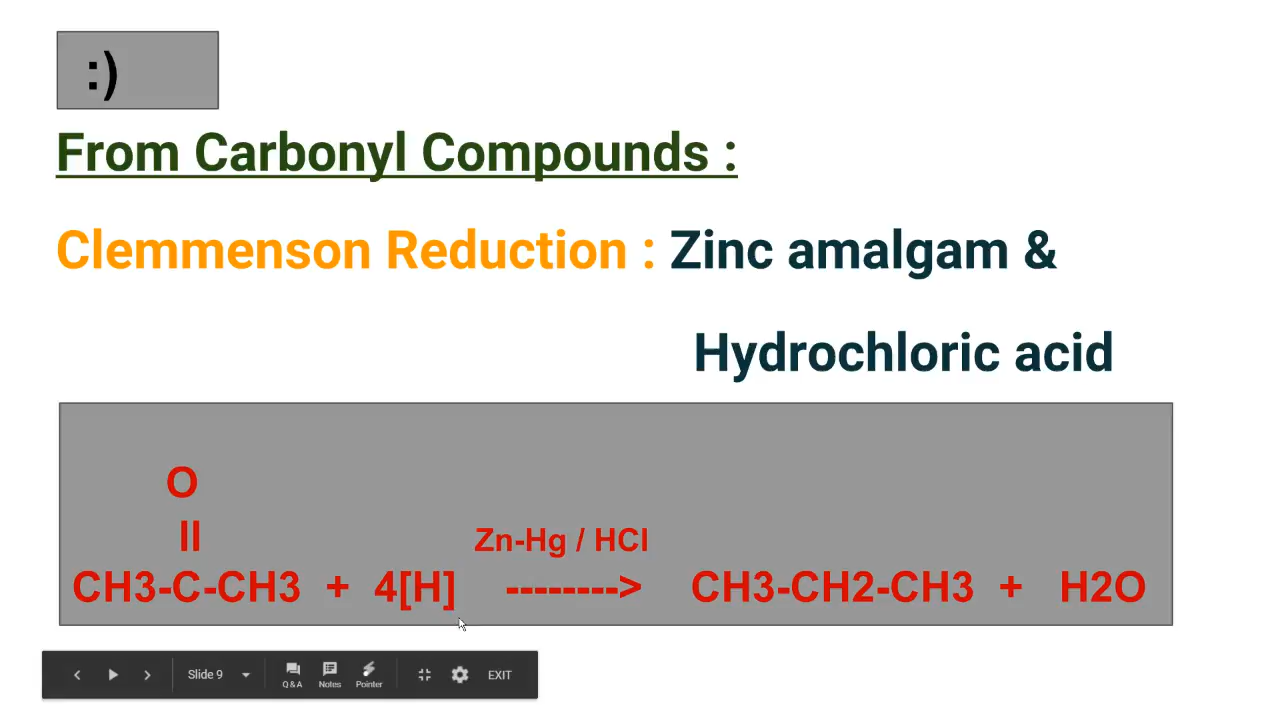 :)
From Carbonyl Compounds :
Clemmenson Reduction : Zinc amalgam &
Hydrochloric acid
O
||
Zn-Hg / HCl
CH3-C-CH3 + 4[H] --------> CH3-CH2-CH3 + H2O
Slide 9
Q & A Notes Pointer EXIT